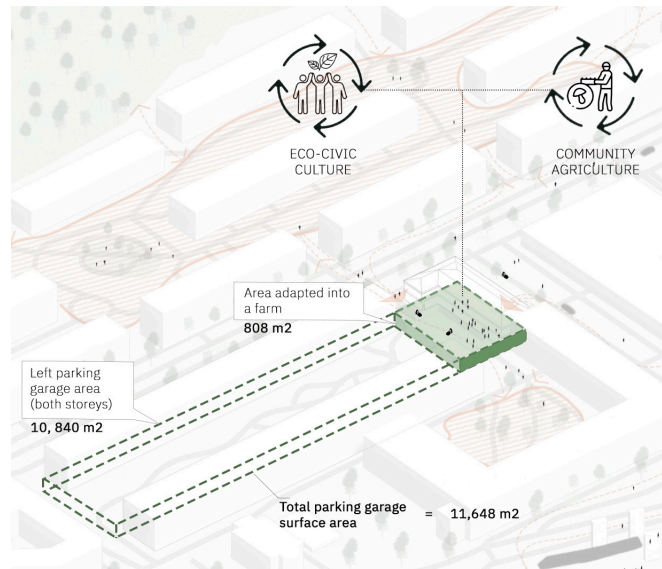 ECO-CIVIC
CULTURE
COMMUNITY
AGRICULTURE
Area adapted into
a farm
808 m2
Left parking
garage area
(both storeys)
10, 840 m2
Total parking garage = 11,648 m2
surface area